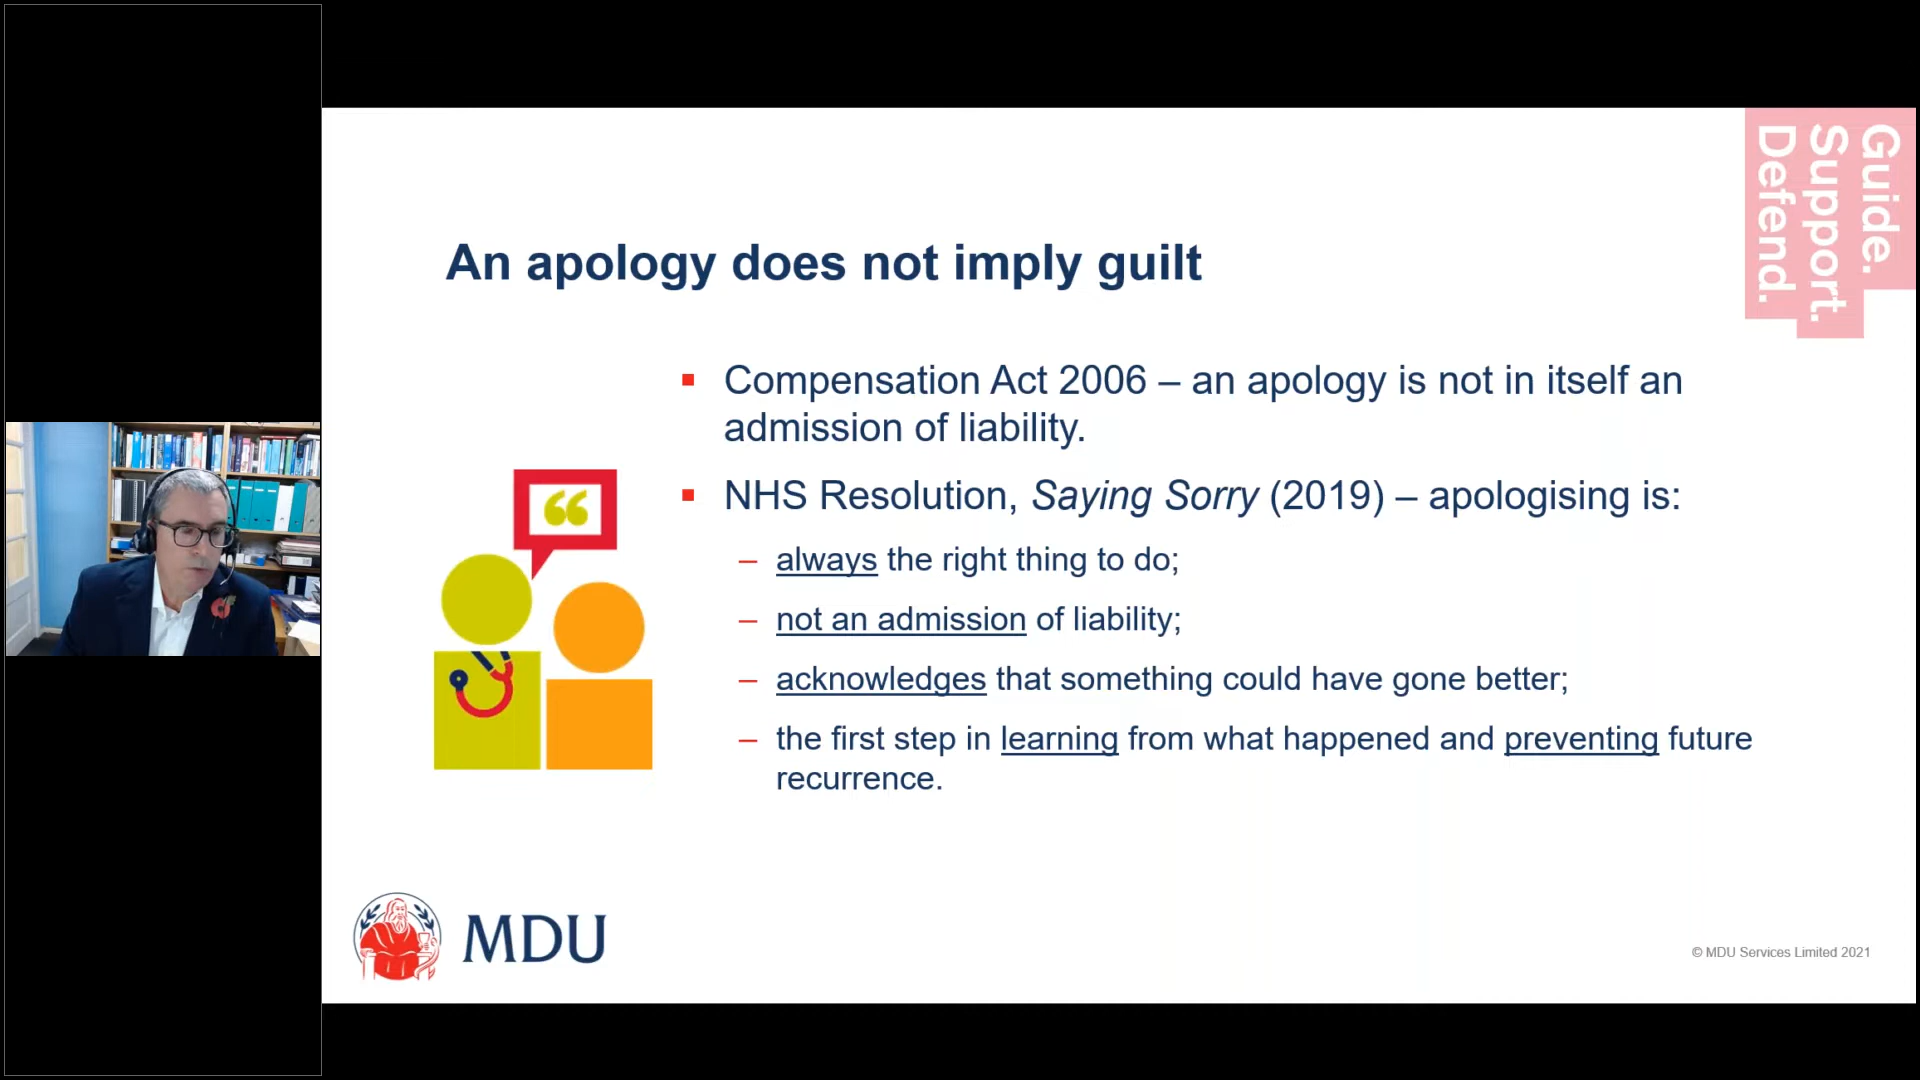 Guide.
Support.
Defend.
An apology does not imply guilt
▪ Compensation Act 2006 – an apology is not in itself an
admission of liability.
▪ NHS Resolution, Saying Sorry (2019) – apologising is:
– always the right thing to do;
– not an admission of liability;
– acknowledges that something could have gone better;
– the first step in learning from what happened and preventing future
recurrence.
MDU
© MDU Services Limited 2021